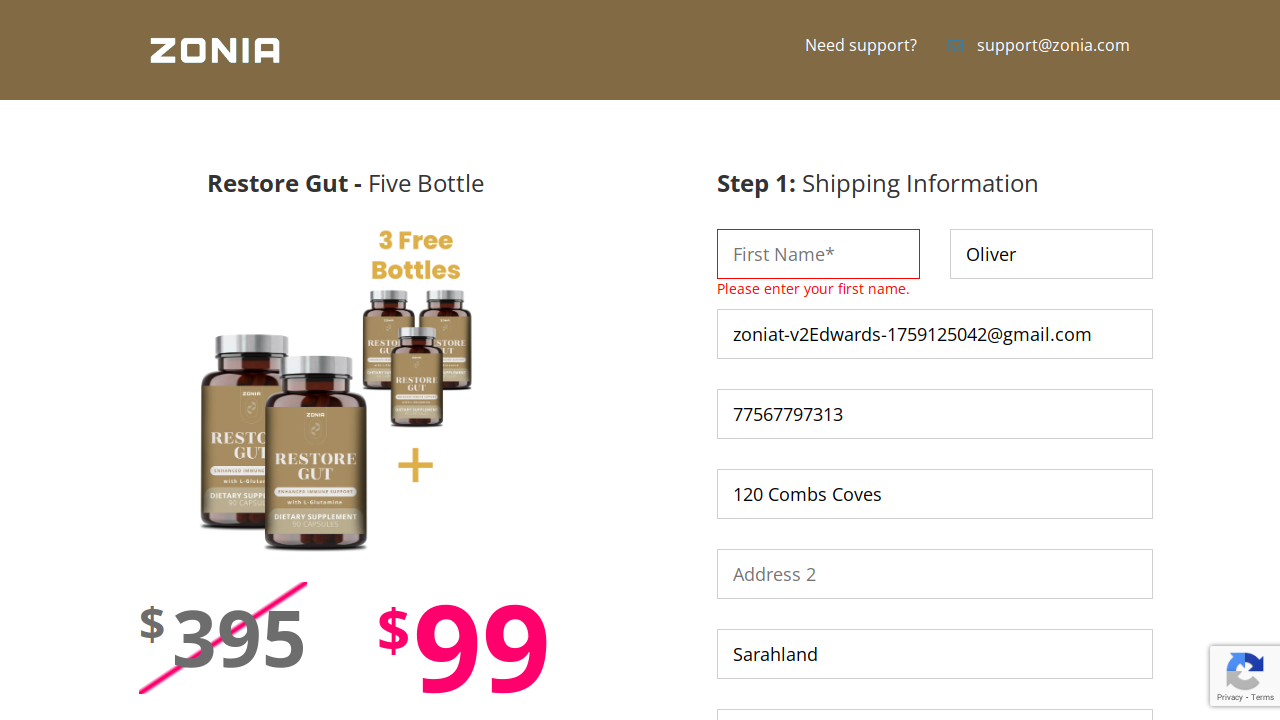 ZONIA
Need support?
support@zonia.com
Restore Gut - Five Bottle
3 Free
Bottles
ZONIA
RESTORE
GUT
ENHANCED IMMUNE SUPPORT
with L-Glutamine
DIETARY SUPPLEMENT
90 CAPSULES
+
$395
$99
Step 1: Shipping Information
First Name*
Oliver
Please enter your first name.
zoniat-v2Edwards-1759125042@gmail.com
77567797313
120 Combs Coves
Address 2
Sarahland
Privacy - Terms